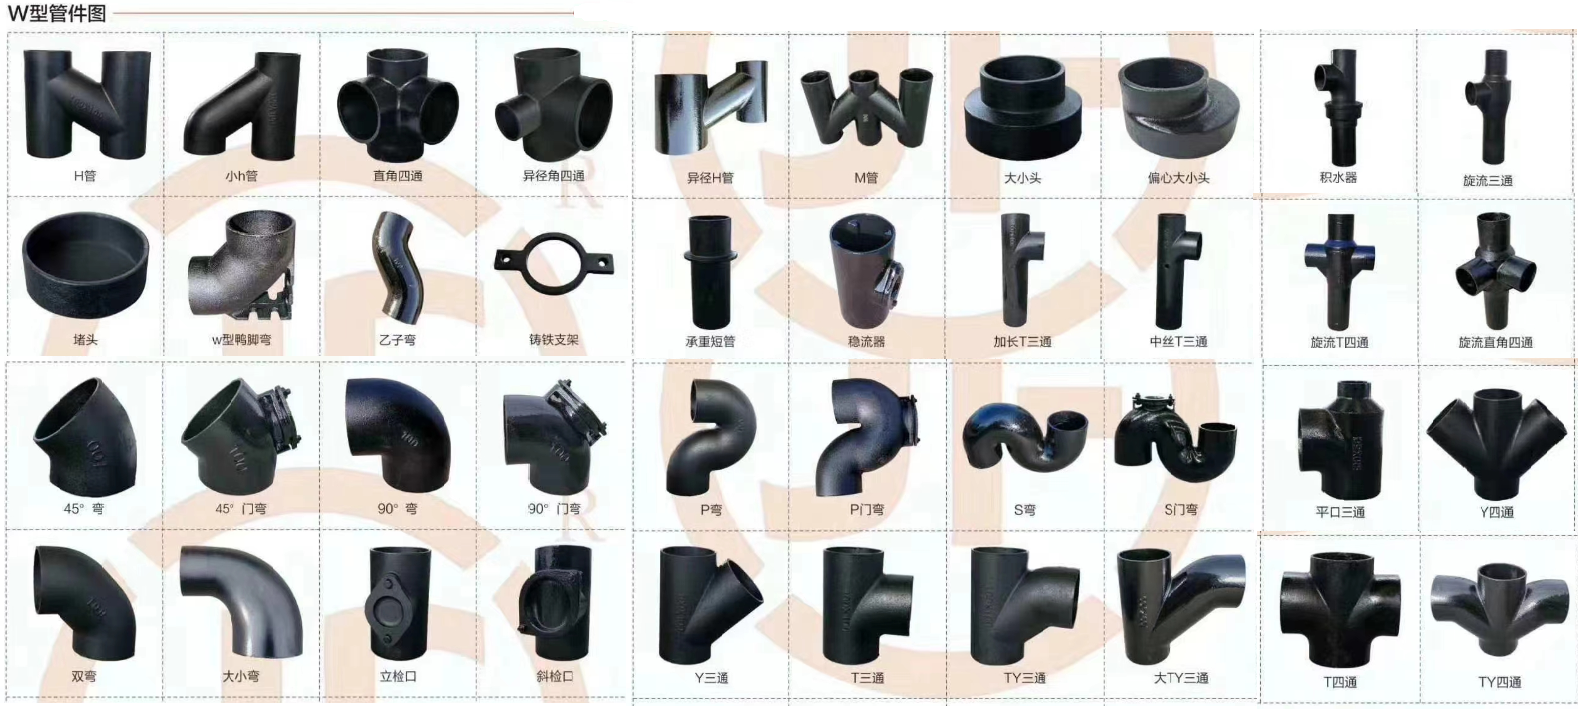 W型管件图
H管
小h管
直角四通
异径角四通
异径H管
M管
大小头
偏心大小头
积水器
旋流三通
堵头
w型鸭脚弯
乙子弯
铸铁支架
承重短管
稳流器
加长T三通
中丝T三通
旋流T四通
旋流直角四通
45° 弯
45° 门弯
90° 弯
90° 门弯
P弯
P门弯
S弯
S门弯
平口三通
Y四通
双弯
大小弯
立检口
斜检口
Y三通
T三通
TY三通
大TY三通
T四通
TY四通
R
R
100
100
100
100